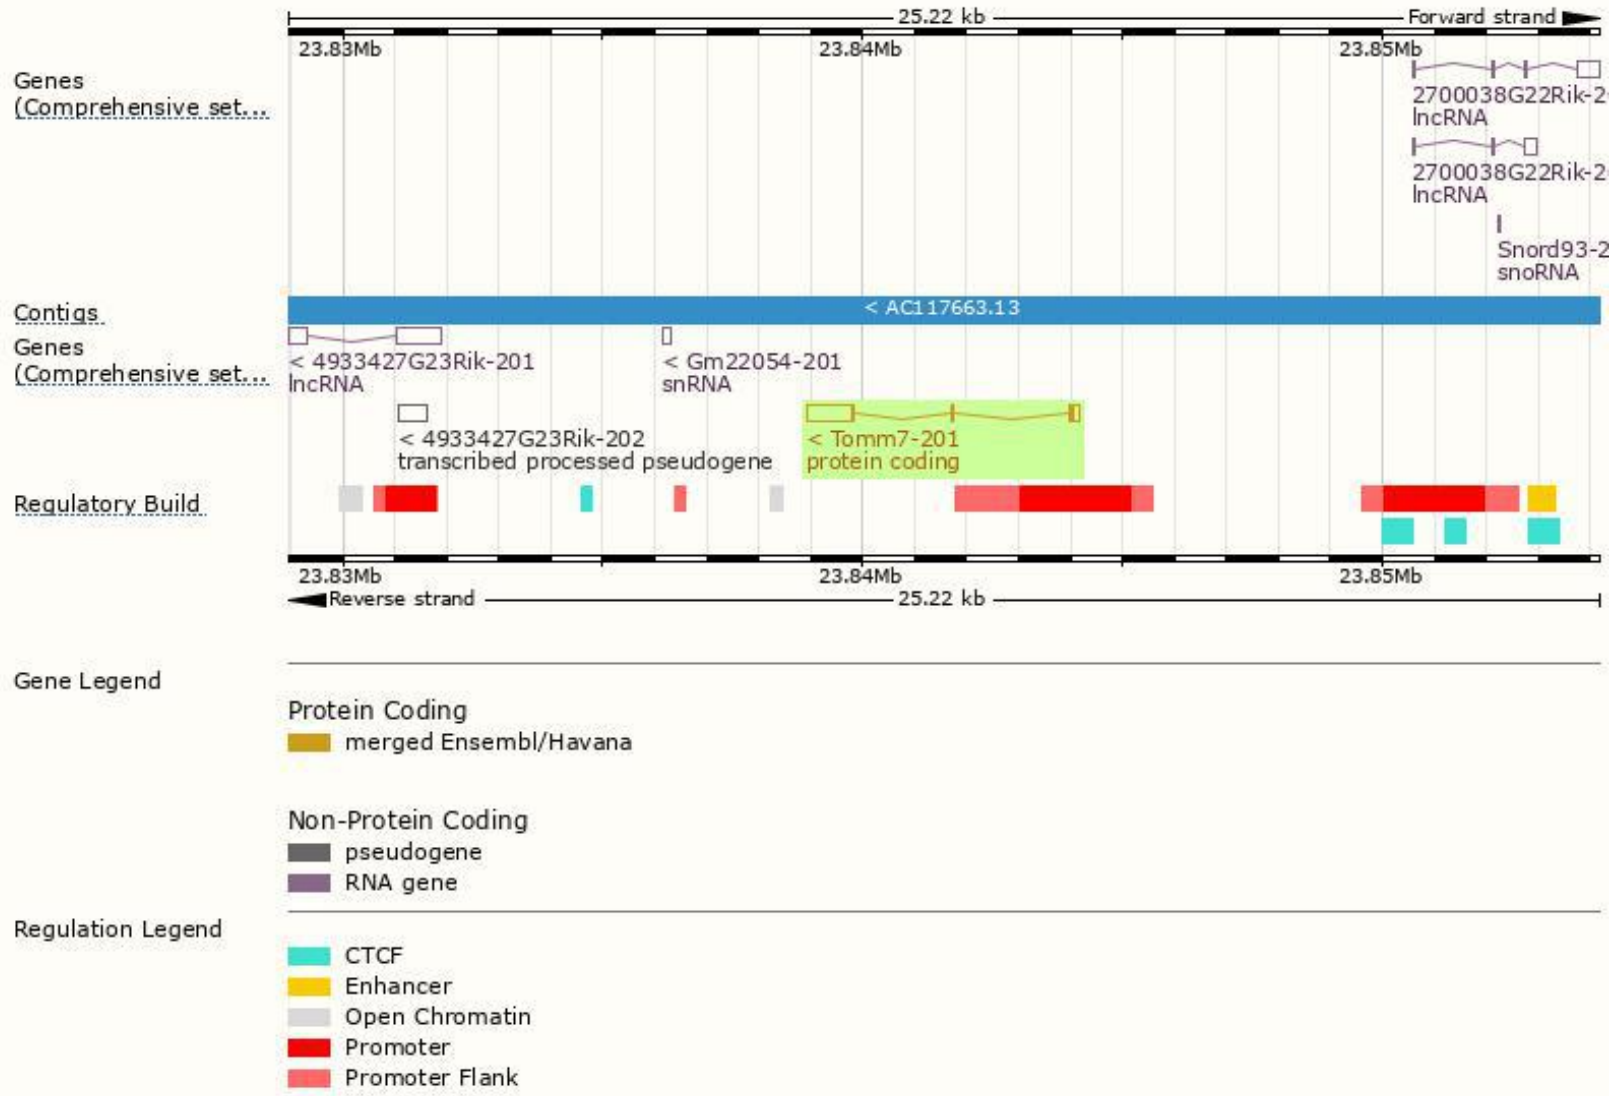 25.22 kb Forward strand
23.83Mb 23.84Mb 23.85Mb
Genes
(Comprehensive set...
2700038G22Rik-2
lncRNA
2700038G22Rik-2
lncRNA
Snord93-2
snoRNA
Contigs
< AC117663.13
Genes
(Comprehensive set...
< 4933427G23Rik-201
lncRNA
< Gm22054-201
snRNA
< 4933427G23Rik-202
transcribed processed pseudogene
< Tomm7-201
protein coding
Regulatory Build
23.83Mb 23.84Mb 23.85Mb
Reverse strand 25.22 kb
Gene Legend
Protein Coding
merged Ensembl/Havana
Non-Protein Coding
pseudogene
RNA gene
Regulation Legend
CTCF
Enhancer
Open Chromatin
Promoter
Promoter Flank